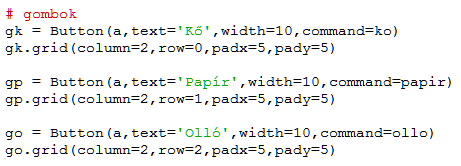 # gombok
gk = Button(a,text='Kő',width=10,command=ko)
gk.grid(column=2,row=0,padx=5,pady=5)
gp = Button(a,text='Papír',width=10,command=papir)
gp.grid(column=2,row=1,padx=5,pady=5)
go = Button(a,text='Olló',width=10,command=ollo)
go.grid(column=2,row=2,padx=5,pady=5)